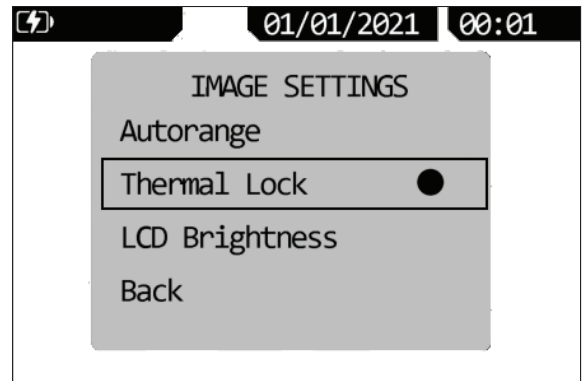 01/01/2021 00:01
IMAGE SETTINGS
Autorange
Thermal Lock
LCD Brightness
Back